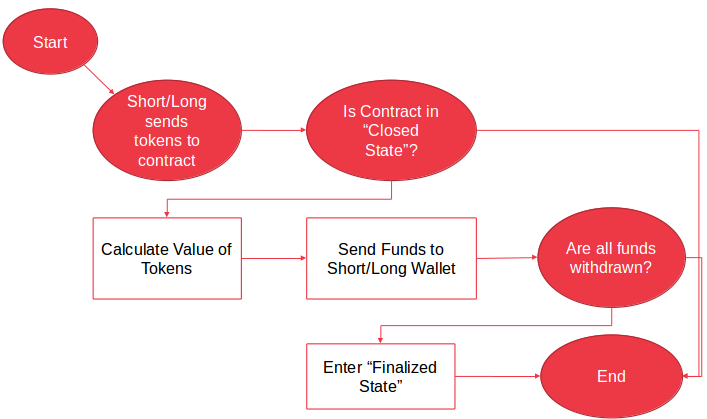 Start
Short/Long
sends
tokens to
contract
Is Contract in
“Closed
State”?
Calculate Value of
Tokens
Send Funds to
Short/Long Wallet
Are all funds
withdrawn?
Enter “Finalized
State”
End